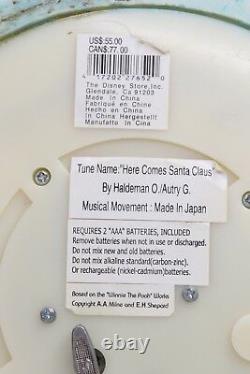 US$:55.00
CAN$:77.00
4 17202 27652 0
The Disney Store,Inc.
Glendale, Ca 91203
Made in China
Fabriqué en Chine
Hecho en China
In China Hergestellt
Manufatto In Cina
Tune Name:"Here Comes Santa Claus"
By Haldeman O./Autry G.
Musical Movement : Made In Japan
REQUIRES 2 "AAA" BATTERIES, INCLUDED
Remove batteries when not in use or discharged.
Do not mix new and old batteries.
Do not mix alkaline standard(carbon-zinc).
Or rechargeable (nickel-cadmium)batteries.
Based on the "Winnie The Pooh" Works
Copyright A.A.Milne and E.H.Shepard